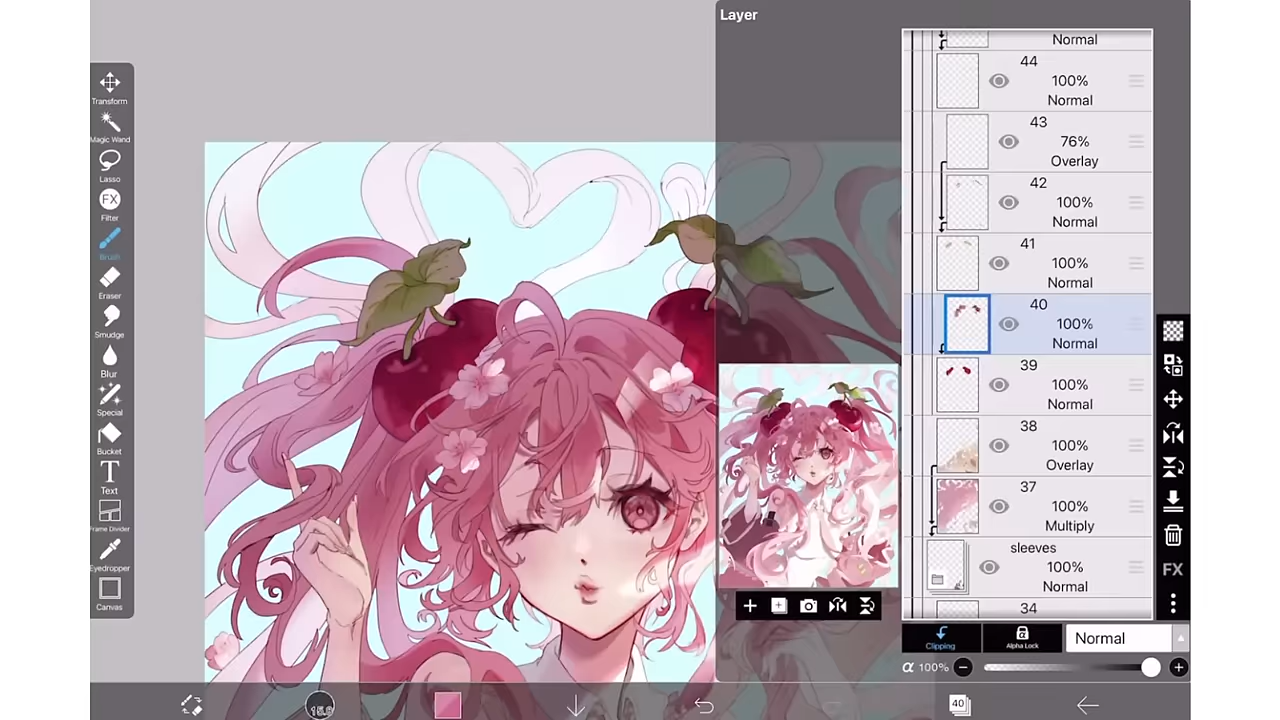 Layer
Transform
Magic Wand
Lasso
FX
Filter
Brush
Eraser
Smudge
Blur
Special
Bucket
T
Text
Frame Divider
Eyedropper
Canvas
Normal
44
100%
Normal
43
76%
Overlay
42
100%
Normal
41
100%
Normal
40
100%
Normal
39
100%
Normal
38
100%
Overlay
37
100%
Multiply
sleeves
100%
Normal
34
FX
Clipping
Alpha Lock
Normal
α 100%
15.0
40